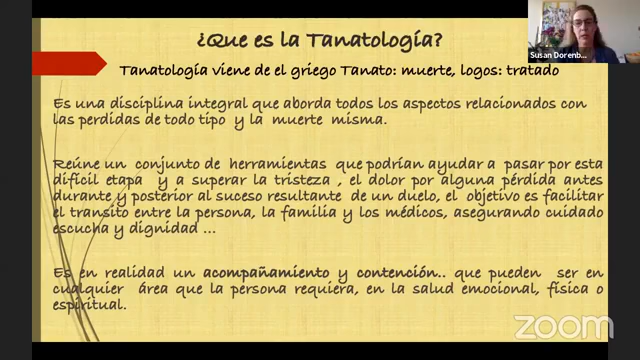 ¿Que es la Tanatología?
Susan Dorenb...
Tanatología viene de el griego Tanato: muerte, logos: tratado
Es una disciplina integral que aborda todos los aspectos relacionados con
las perdidas de todo tipo y la muerte misma.
Reúne un conjunto de herramientas que podrían ayudar a pasar por esta
difícil etapa y a superar la tristeza , el dolor por alguna pérdida antes
durante y posterior al suceso resultante de un duelo, el objetivo es facilitar
el transito entre la persona, la familia y los médicos, asegurando cuidado
escucha y dignidad ...
Es en realidad un acompañamiento y contención.. que pueden ser en
cualquier área que la persona requiera, en la salud emocional, física o
espiritual.
zoom